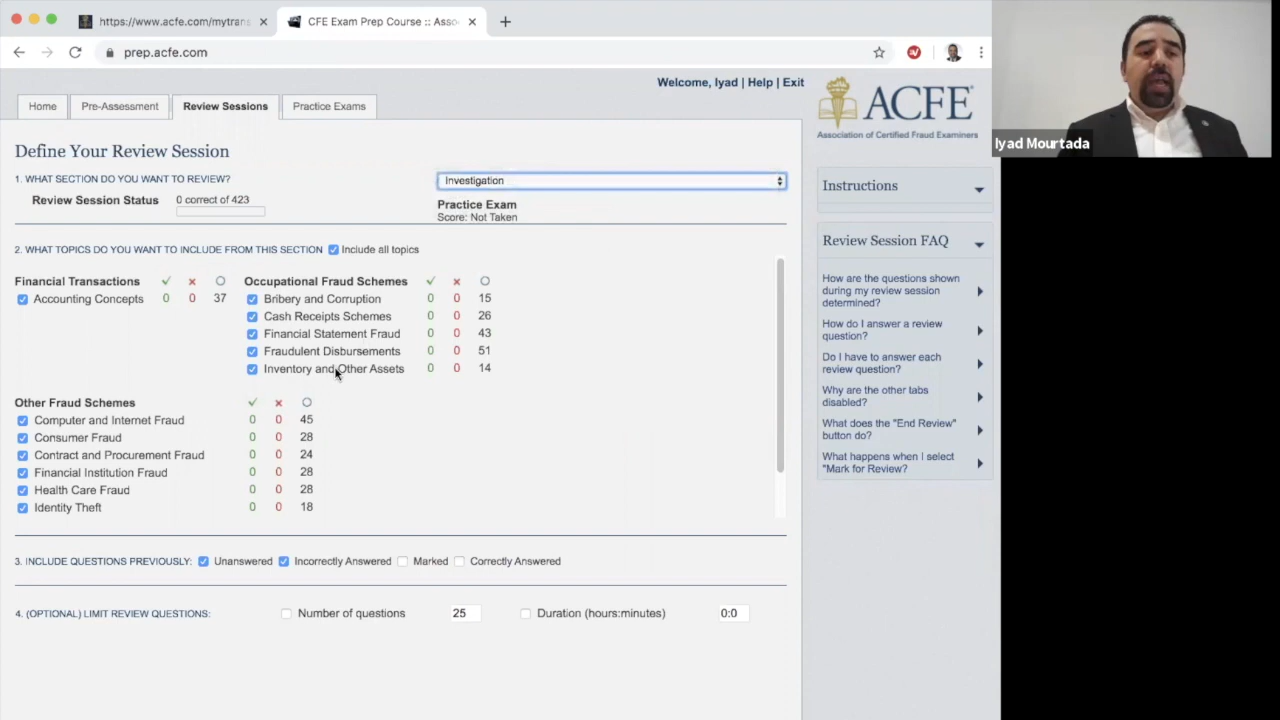 https://www.acfe.com/mytrans
CFE Exam Prep Course :: Asso
prep.acfe.com
Welcome, Iyad | Help | Exit
Home
Pre-Assessment
Review Sessions
Practice Exams
ACFE
Association of Certified Fraud Examiners
Iyad Mourtada
Define Your Review Session
1. WHAT SECTION DO YOU WANT TO REVIEW?
Investigation
Review Session Status 0 correct of 423
Practice Exam
Score: Not Taken
2. WHAT TOPICS DO YOU WANT TO INCLUDE FROM THIS SECTION Include all topics
Financial Transactions
Accounting Concepts 0 0 37
Occupational Fraud Schemes
Bribery and Corruption 0 0 15
Cash Receipts Schemes 0 0 26
Financial Statement Fraud 0 0 43
Fraudulent Disbursements 0 0 51
Inventory and Other Assets 0 0 14
Other Fraud Schemes
Computer and Internet Fraud 0 0 45
Consumer Fraud 0 0 28
Contract and Procurement Fraud 0 0 24
Financial Institution Fraud 0 0 28
Health Care Fraud 0 0 28
Identity Theft 0 0 18
3. INCLUDE QUESTIONS PREVIOUSLY: Unanswered Incorrectly Answered Marked Correctly Answered
4. (OPTIONAL) LIMIT REVIEW QUESTIONS: Number of questions 25 Duration (hours:minutes) 0:0
Instructions
Review Session FAQ
How are the questions shown
during my review session
determined?
How do I answer a review
question?
Do I have to answer each
review question?
Why are the other tabs
disabled?
What does the "End Review"
button do?
What happens when I select
"Mark for Review?